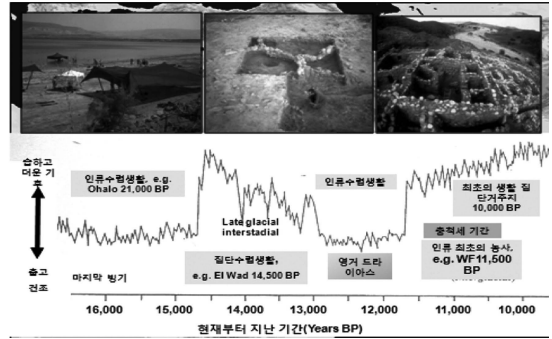 습하고
더운 기
후
인류수렵생활, e.g.
Ohalo 21,000 BP
인류수렵생활
최초의 생활 집
단거주지
10,000 BP
Late glacial
interstadial
충적세 기간
집단수렵생활,
e.g. El Wad 14,500 BP
영거 드라
이아스
인류 최초의 농사,
e.g. WF11,500
BP
춥고
건조
마지막 빙기
16,000
15,000
14,000
13,000
12,000
11,000
10,000
현재부터 지난 기간(Years BP)